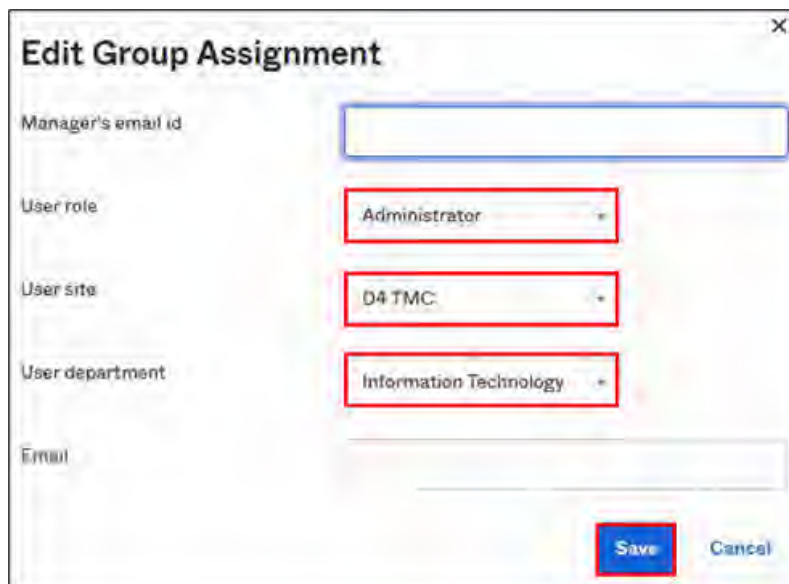 ×
Edit Group Assignment
Manager's email id
User role
Administrator
User site
D4 TMC
User department
Information Technology
Email
Save Cancel